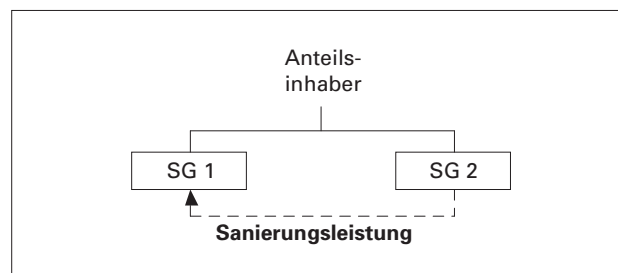 Anteils-
inhaber
SG 1
SG 2
Sanierungsleistung